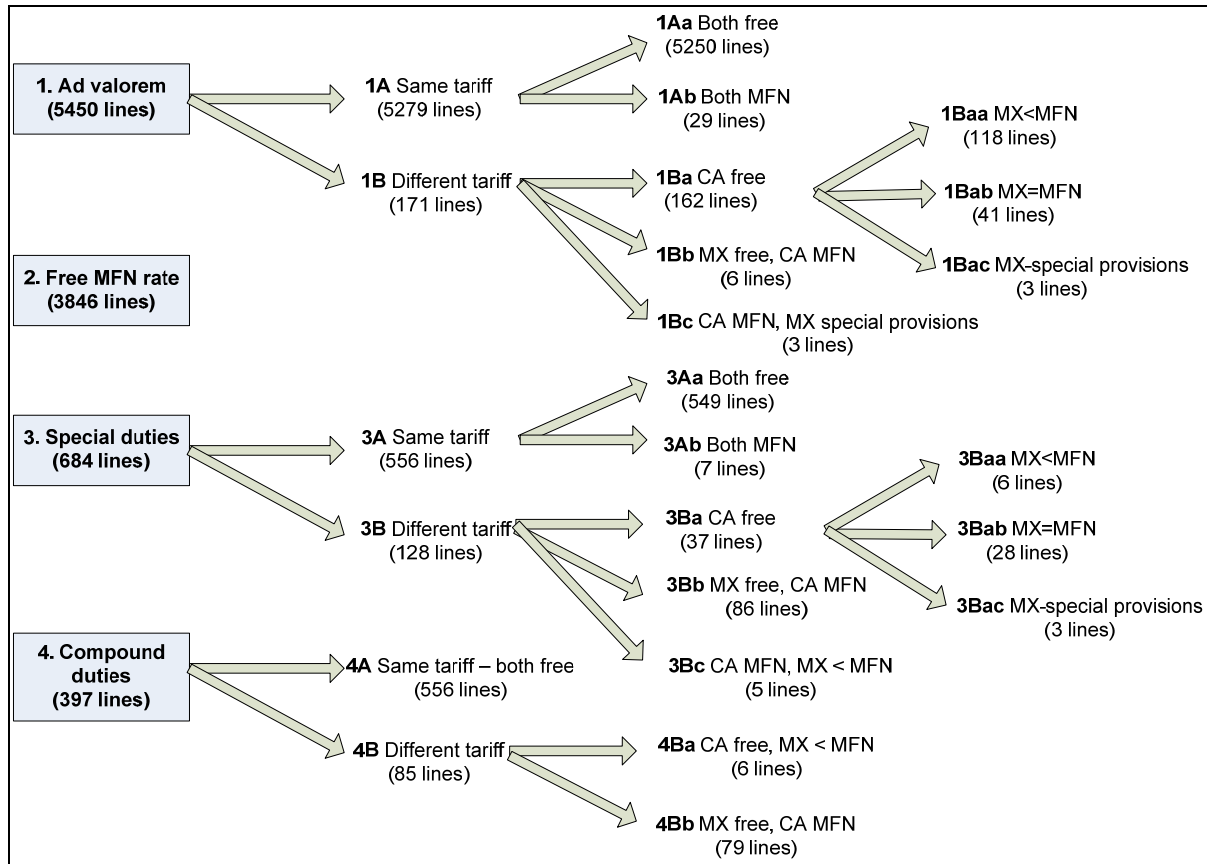 1. Ad valorem
(5450 lines)
1A Same tariff
(5279 lines)
1Aa Both free
(5250 lines)
1Ab Both MFN
(29 lines)
1B Different tariff
(171 lines)
1Ba CA free
(162 lines)
1Baa MX<MFN
(118 lines)
1Bab MX=MFN
(41 lines)
1Bac MX-special provisions
(3 lines)
1Bb MX free, CA MFN
(6 lines)
1Bc CA MFN, MX special provisions
(3 lines)
2. Free MFN rate
(3846 lines)
3. Special duties
(684 lines)
3A Same tariff
(556 lines)
3Aa Both free
(549 lines)
3Ab Both MFN
(7 lines)
3B Different tariff
(128 lines)
3Ba CA free
(37 lines)
3Baa MX<MFN
(6 lines)
3Bab MX=MFN
(28 lines)
3Bac MX-special provisions
(3 lines)
3Bb MX free, CA MFN
(86 lines)
3Bc CA MFN, MX < MFN
(5 lines)
4. Compound
duties
(397 lines)
4A Same tariff – both free
(556 lines)
4B Different tariff
(85 lines)
4Ba CA free, MX < MFN
(6 lines)
4Bb MX free, CA MFN
(79 lines)